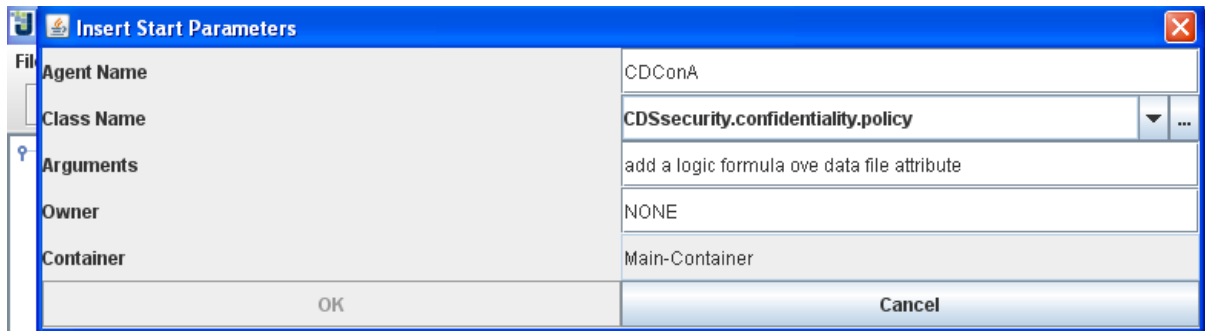 Insert Start Parameters
Fil
Agent Name CDConA
Class Name CDSsecurity.confidentiality.policy ...
Arguments add a logic formula ove data file attribute
Owner NONE
Container Main-Container
OK Cancel